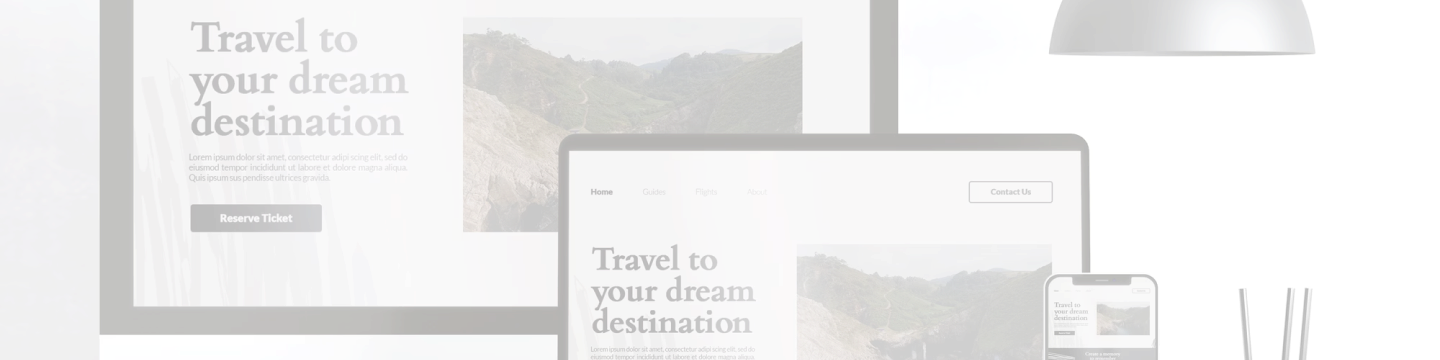 Travel to
your dream
destination
Lorem ipsum dolor sit amet, consectetur adipiscing elit, sed do
eiusmod tempor incididunt ut labore et dolore magna aliqua.
Quis ipsum suspendisse ultrices gravida.
Reserve Ticket
Home Guides Flights About
Contact Us
Travel to
your dream
destination
Lorem ipsum dolor sit amet, consectetur adipiscing elit, sed do
eiusmod tempor incididunt ut labore et dolore magna aliqua.
Travel to
your dream
destination